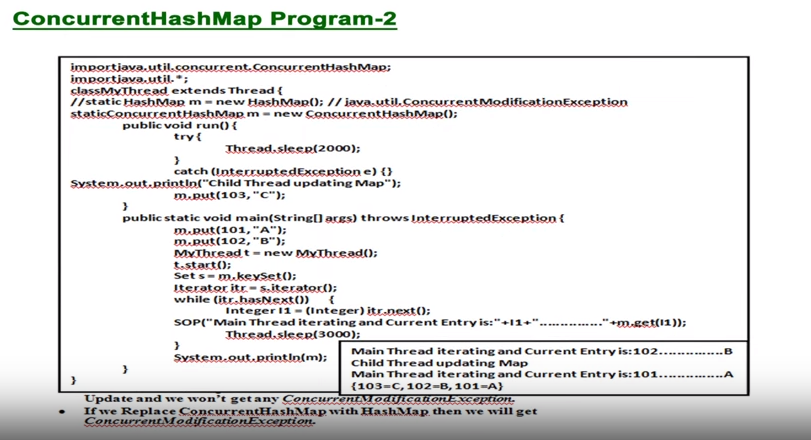 ConcurrentHashMap Program-2
importjava.util.concurrent.ConcurrentHashMap;
importjava.util.*;
classMyThread extends Thread {
//static HashMap m = new HashMap(); // java.util.ConcurrentModificationException
staticConcurrentHashMap m = new ConcurrentHashMap();
public void run() {
try {
Thread.sleep(2000);
}
catch (InterruptedException e) {}
System.out.println("Child Thread updating Map");
m.put(103,"C");
}
public static void main(String[] args) throws InterruptedException {
m.put(101,"A");
m.put(102,"B");
MyThread t = new MyThread();
t.start();
Set s = m.keySet();
Iterator itr = s.iterator();
while (itr.hasNext()) {
Integer I1 = (Integer) itr.next();
SOP("Main Thread iterating and Current Entry is:"+I1+"..............."+m.get(I1));
Thread.sleep(3000);
}
System.out.println(m);
}
}
Main Thread iterating and Current Entry is:102...............B
Child Thread updating Map
Main Thread iterating and Current Entry is:101...............A
{103=C, 102=B, 101=A}
Update and we won't get any ConcurrentModificationException.
• If we Replace ConcurrentHashMap with HashMap then we will get
ConcurrentModificationException.